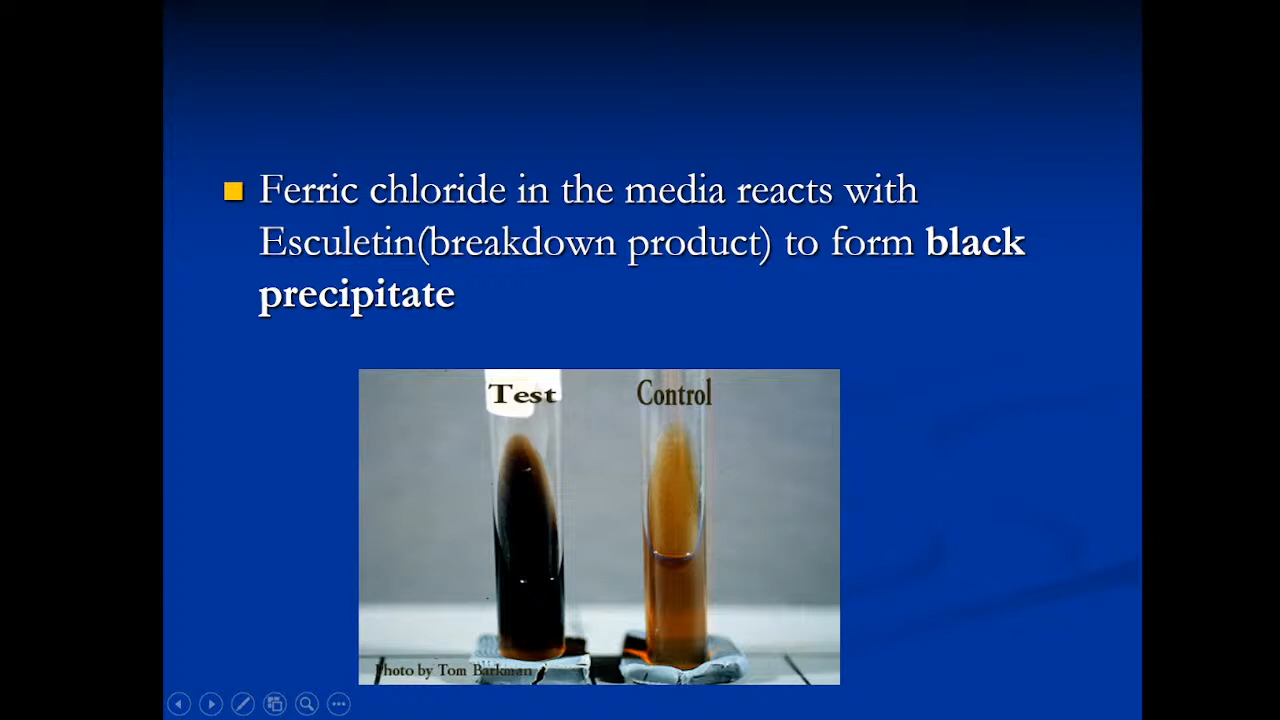 Ferric chloride in the media reacts with
Esculetin(breakdown product) to form black
precipitate
Test Control
Photo by Tom Barkman